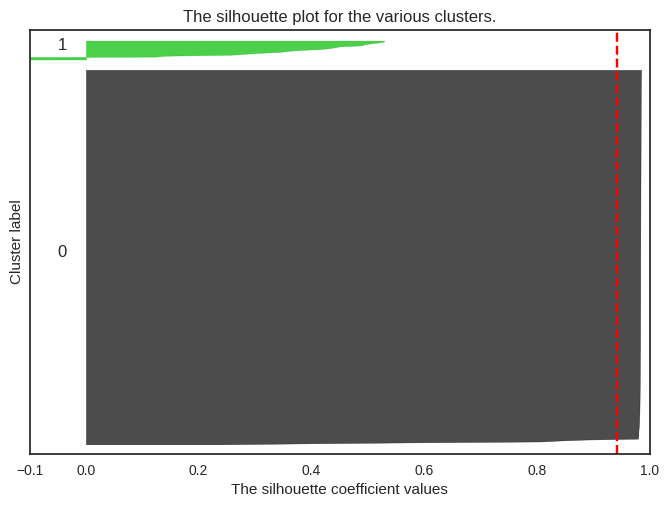 The silhouette plot for the various clusters.
1
0
Cluster label
−0.1 0.0 0.2 0.4 0.6 0.8 1.0
The silhouette coefficient values